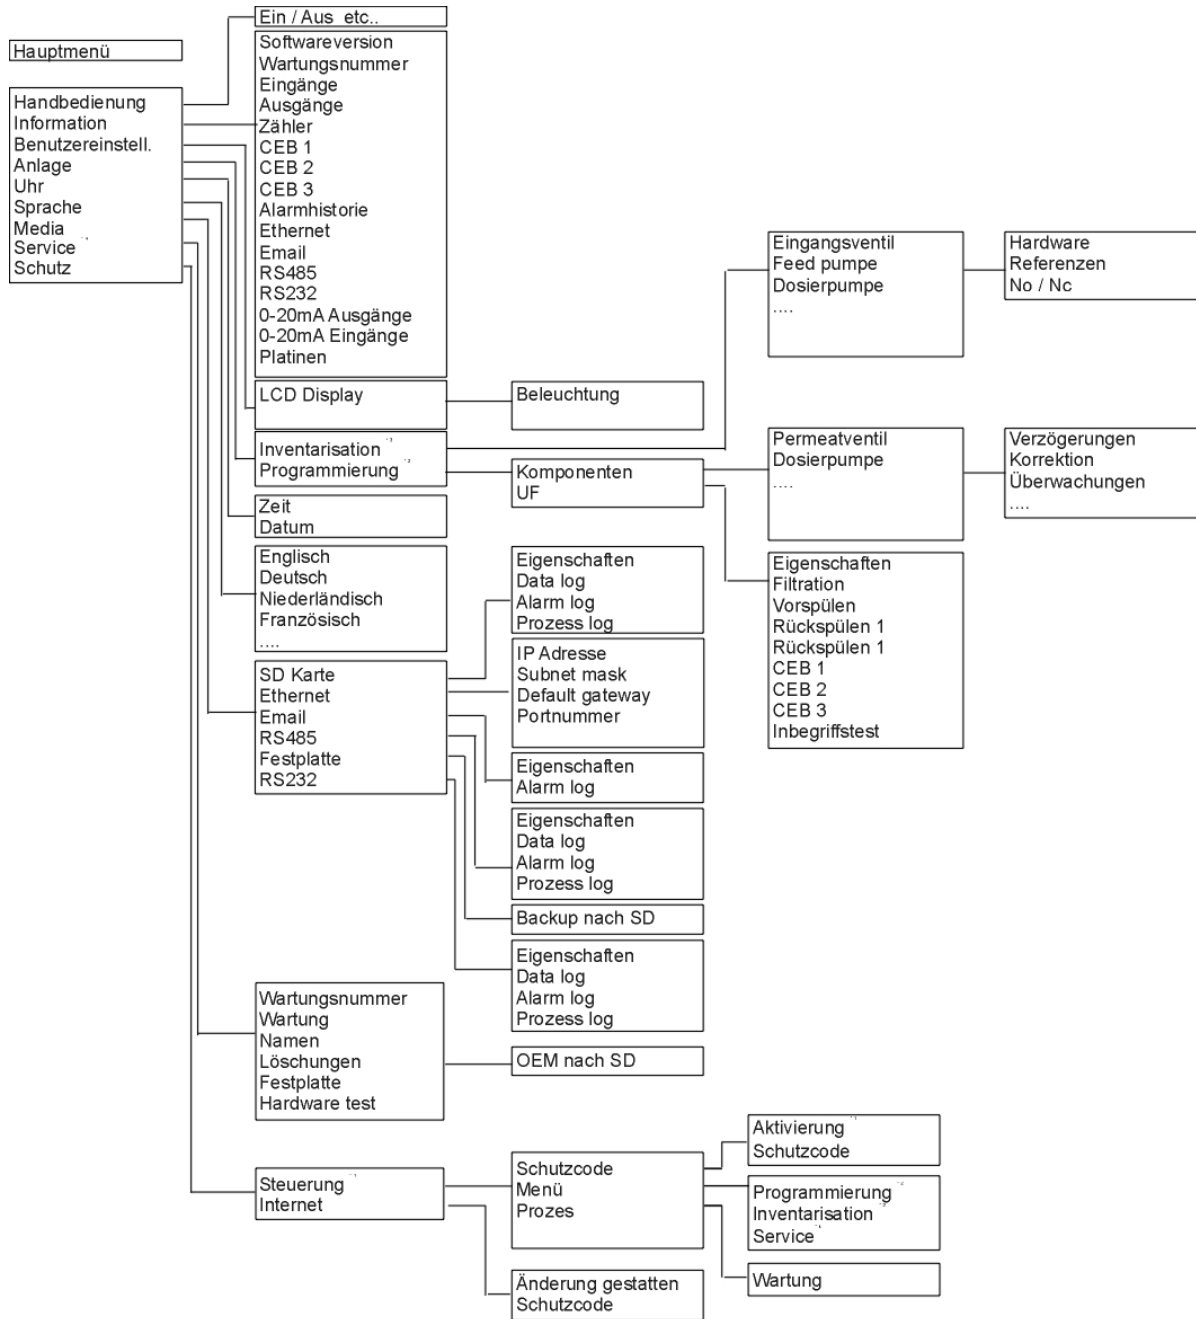 Hauptmenü
Handbedienung
Information
Benutzereinstell.
Anlage
Uhr
Sprache
Media
Service
Schutz
Ein / Aus etc..
Softwareversion
Wartungsnummer
Eingänge
Ausgänge
Zähler
CEB 1
CEB 2
CEB 3
Alarmhistorie
Ethernet
Email
RS485
RS232
0-20mA Ausgänge
0-20mA Eingänge
Platinen
LCD Display
Inventarisation
Programmierung
Zeit
Datum
Englisch
Deutsch
Niederländisch
Französisch
....
SD Karte
Ethernet
Email
RS485
Festplatte
RS232
Wartungsnummer
Wartung
Namen
Löschungen
Festplatte
Hardware test
Steuerung
Internet
Beleuchtung
Komponenten
UF
Eigenschaften
Data log
Alarm log
Prozess log
IP Adresse
Subnet mask
Default gateway
Portnummer
Eigenschaften
Alarm log
Eigenschaften
Data log
Alarm log
Prozess log
Backup nach SD
Eigenschaften
Data log
Alarm log
Prozess log
OEM nach SD
Schutzcode
Menü
Prozes
Änderung gestatten
Schutzcode
Eingangsventil
Feed pumpe
Dosierpumpe
....
Permeatventil
Dosierpumpe
....
Eigenschaften
Filtration
Vorspülen
Rückspülen 1
Rückspülen 1
CEB 1
CEB 2
CEB 3
Inbegriffstest
Aktivierung
Schutzcode
Programmierung
Inventarisation
Service
Wartung
Hardware
Referenzen
No / Nc
Verzögerungen
Korrektion
Überwachungen
....